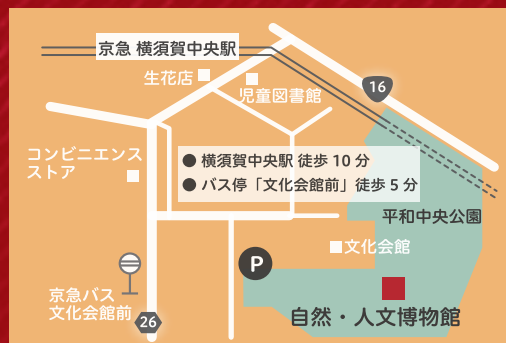 京急 横須賀中央駅
生花店
児童図書館
16
コンビニエンス
ストア
● 横須賀中央駅 徒歩 10 分
● バス停「文化会館前」徒歩 5 分
平和中央公園
文化会館
P
京急バス
文化会館前
26
自然・人文博物館